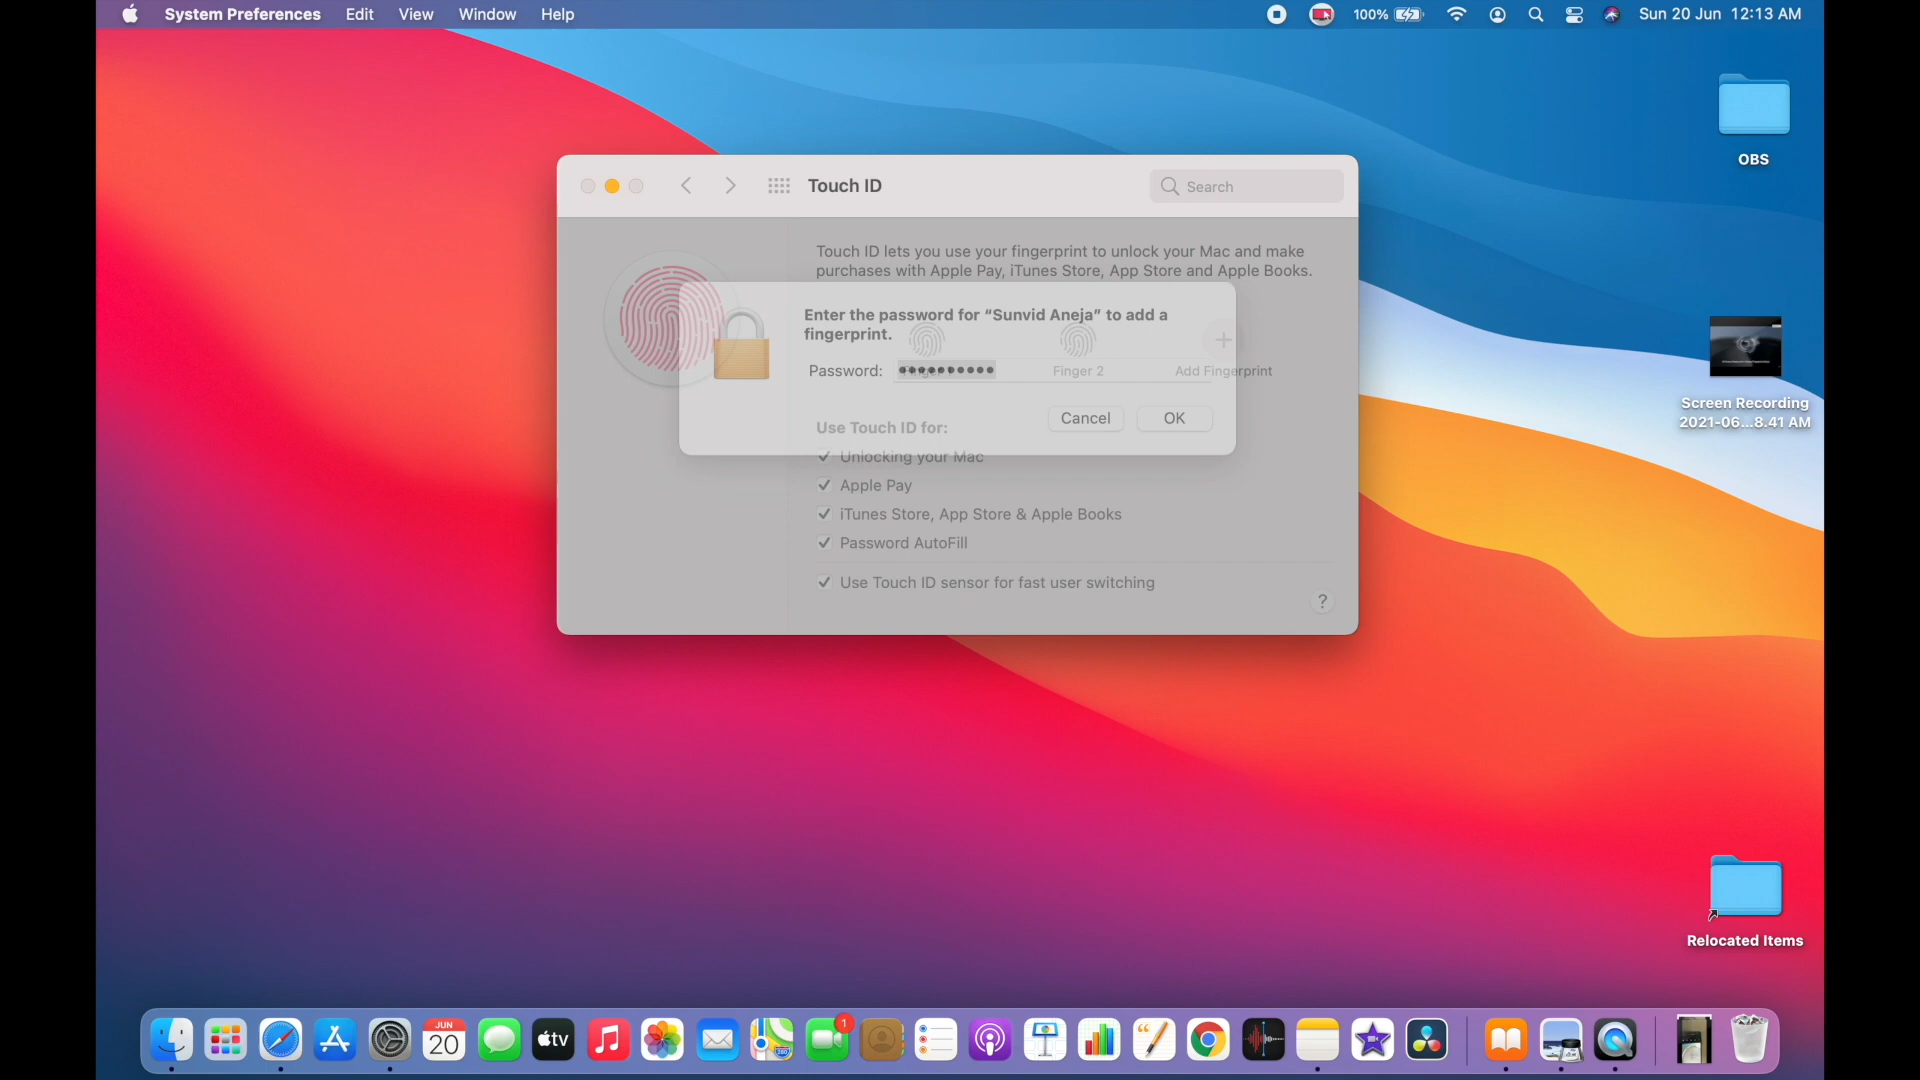 System Preferences Edit View Window Help
100% Sun 20 Jun 12:13 AM
OBS
Touch ID
Search
Touch ID lets you use your fingerprint to unlock your Mac and make
purchases with Apple Pay, iTunes Store, App Store and Apple Books.
Enter the password for “Sunvid Aneja” to add a
fingerprint.
Password:
Finger 2 Add Fingerprint
Cancel OK
Use Touch ID for:
Unlocking your Mac
Apple Pay
iTunes Store, App Store & Apple Books
Password AutoFill
Use Touch ID sensor for fast user switching
?
Screen Recording
2021-06...8.41 AM
Relocated Items
JUN
20
tv
1